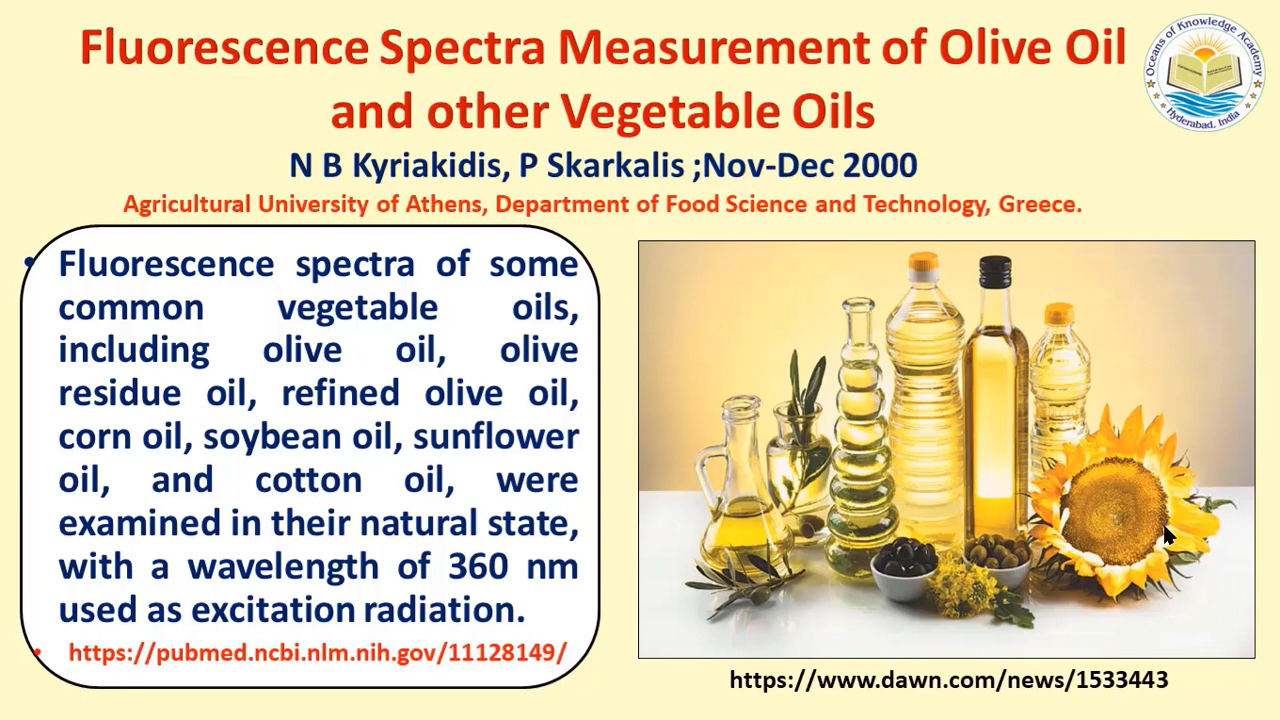 Fluorescence Spectra Measurement of Olive Oil
and other Vegetable Oils
N B Kyriakidis, P Skarkalis ;Nov-Dec 2000
Agricultural University of Athens, Department of Food Science and Technology, Greece.
Oceans of Knowledge Academy
Hyderabad, India
• Fluorescence spectra of some
common vegetable oils,
including olive oil, olive
residue oil, refined olive oil,
corn oil, soybean oil, sunflower
oil, and cotton oil, were
examined in their natural state,
with a wavelength of 360 nm
used as excitation radiation.
• https://pubmed.ncbi.nlm.nih.gov/11128149/
https://www.dawn.com/news/1533443